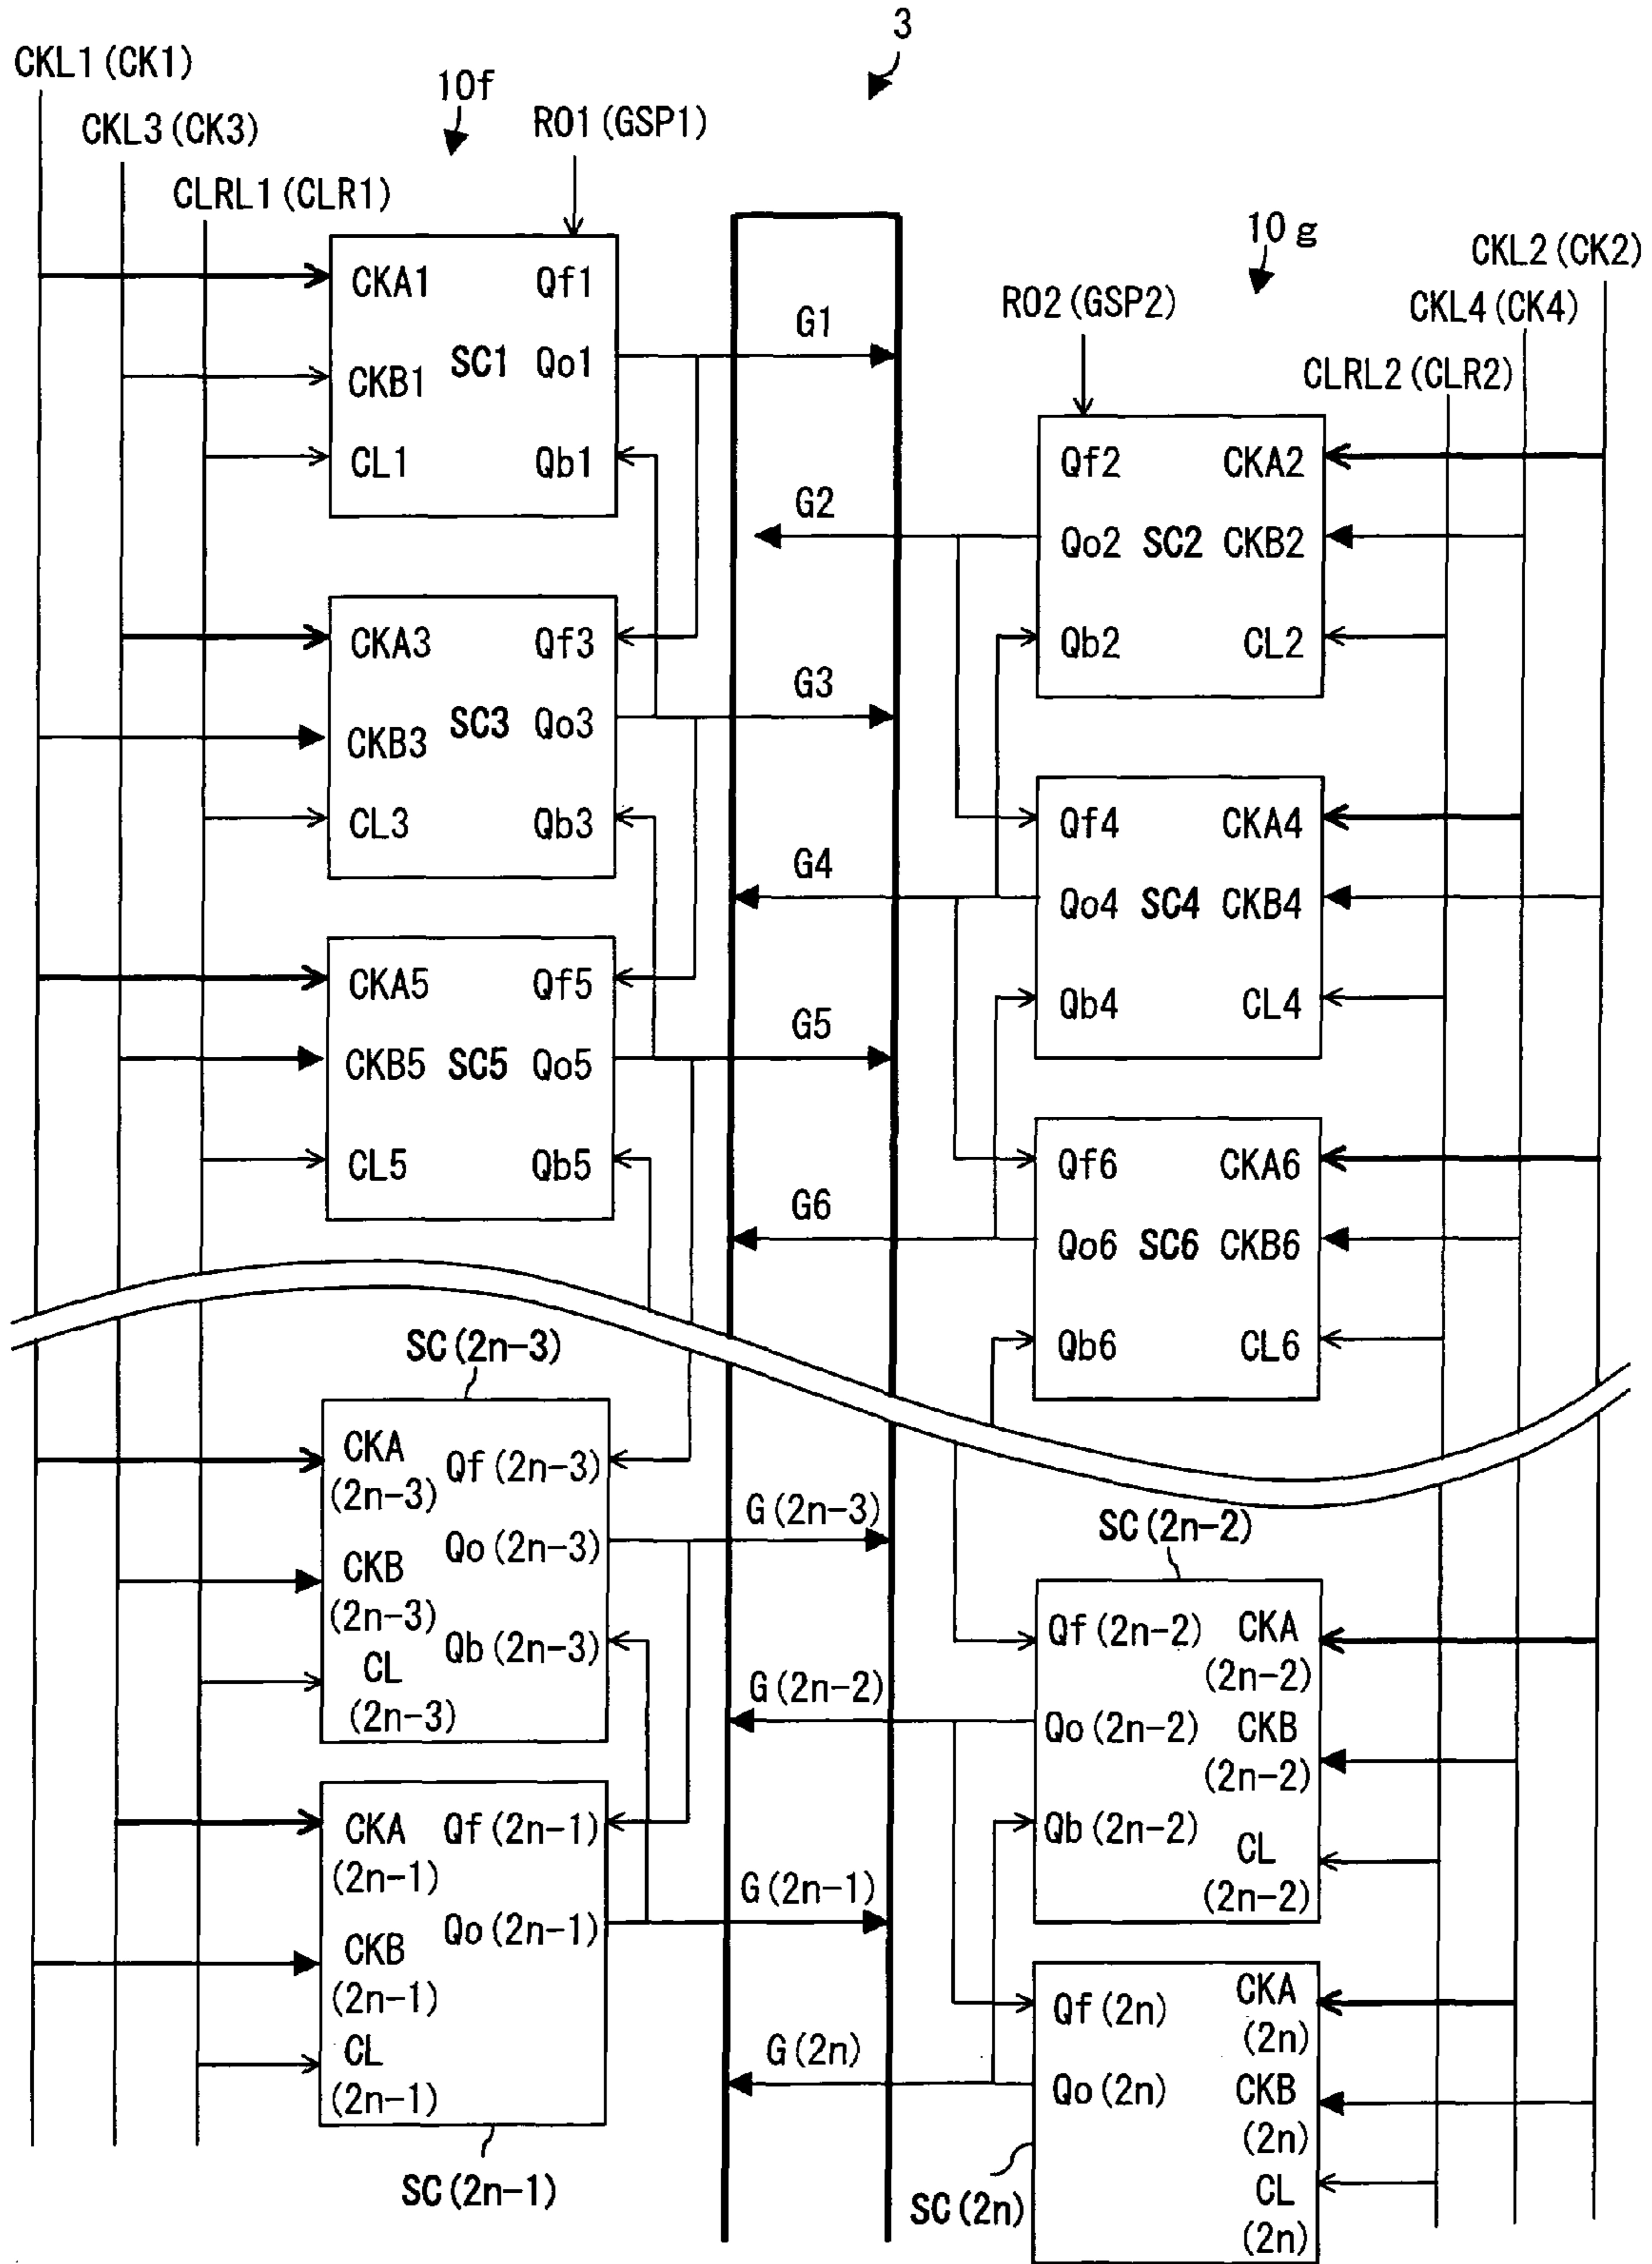 3
CKL1(CK1)
10f
CKL3(CK3)
RO1(GSP1)
CLRL1(CLR1)
10g
CKL2(CK2)
RO2(GSP2)
CKL4(CK4)
CLRL2(CLR2)
CKA1 Qf1
SC1 Qo1
CKB1
CL1 Qb1
G1
Qf2 CKA2
G2
Qo2 SC2 CKB2
Qb2 CL2
CKA3 Qf3
SC3 Qo3
CKB3
CL3 Qb3
G3
Qf4 CKA4
G4
Qo4 SC4 CKB4
Qb4 CL4
CKA5 Qf5
CKB5 SC5 Qo5
CL5 Qb5
G5
Qf6 CKA6
G6
Qo6 SC6 CKB6
Qb6 CL6
SC(2n-3)
CKA
(2n-3)
Qf(2n-3)
CKB
(2n-3)
Qo(2n-3)
CL
(2n-3)
Qb(2n-3)
G(2n-3)
SC(2n-2)
Qf(2n-2) CKA
(2n-2)
G(2n-2)
Qo(2n-2) CKB
(2n-2)
Qb(2n-2) CL
(2n-2)
CKA Qf(2n-1)
(2n-1)
Qo(2n-1)
CKB
(2n-1)
CL
(2n-1)
G(2n-1)
SC(2n-1)
Qf(2n) CKA
(2n)
G(2n)
Qo(2n) CKB
(2n)
CL
(2n)
SC(2n)